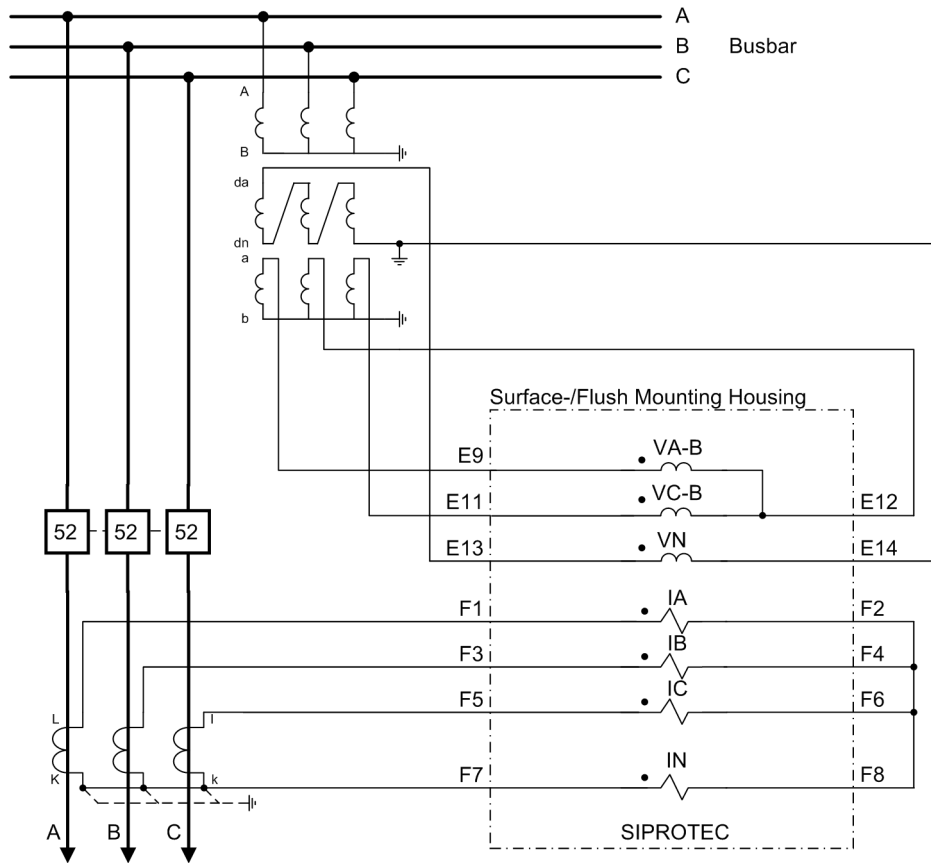 A
B Busbar
C
A
B
da
dn
a
b
Surface-/Flush Mounting Housing
E9 VA-B
E11 VC-B E12
52 52 52
E13 VN E14
F1 IA F2
F3 IB F4
F5 IC F6
L l
K k
F7 IN F8
A B C SIPROTEC